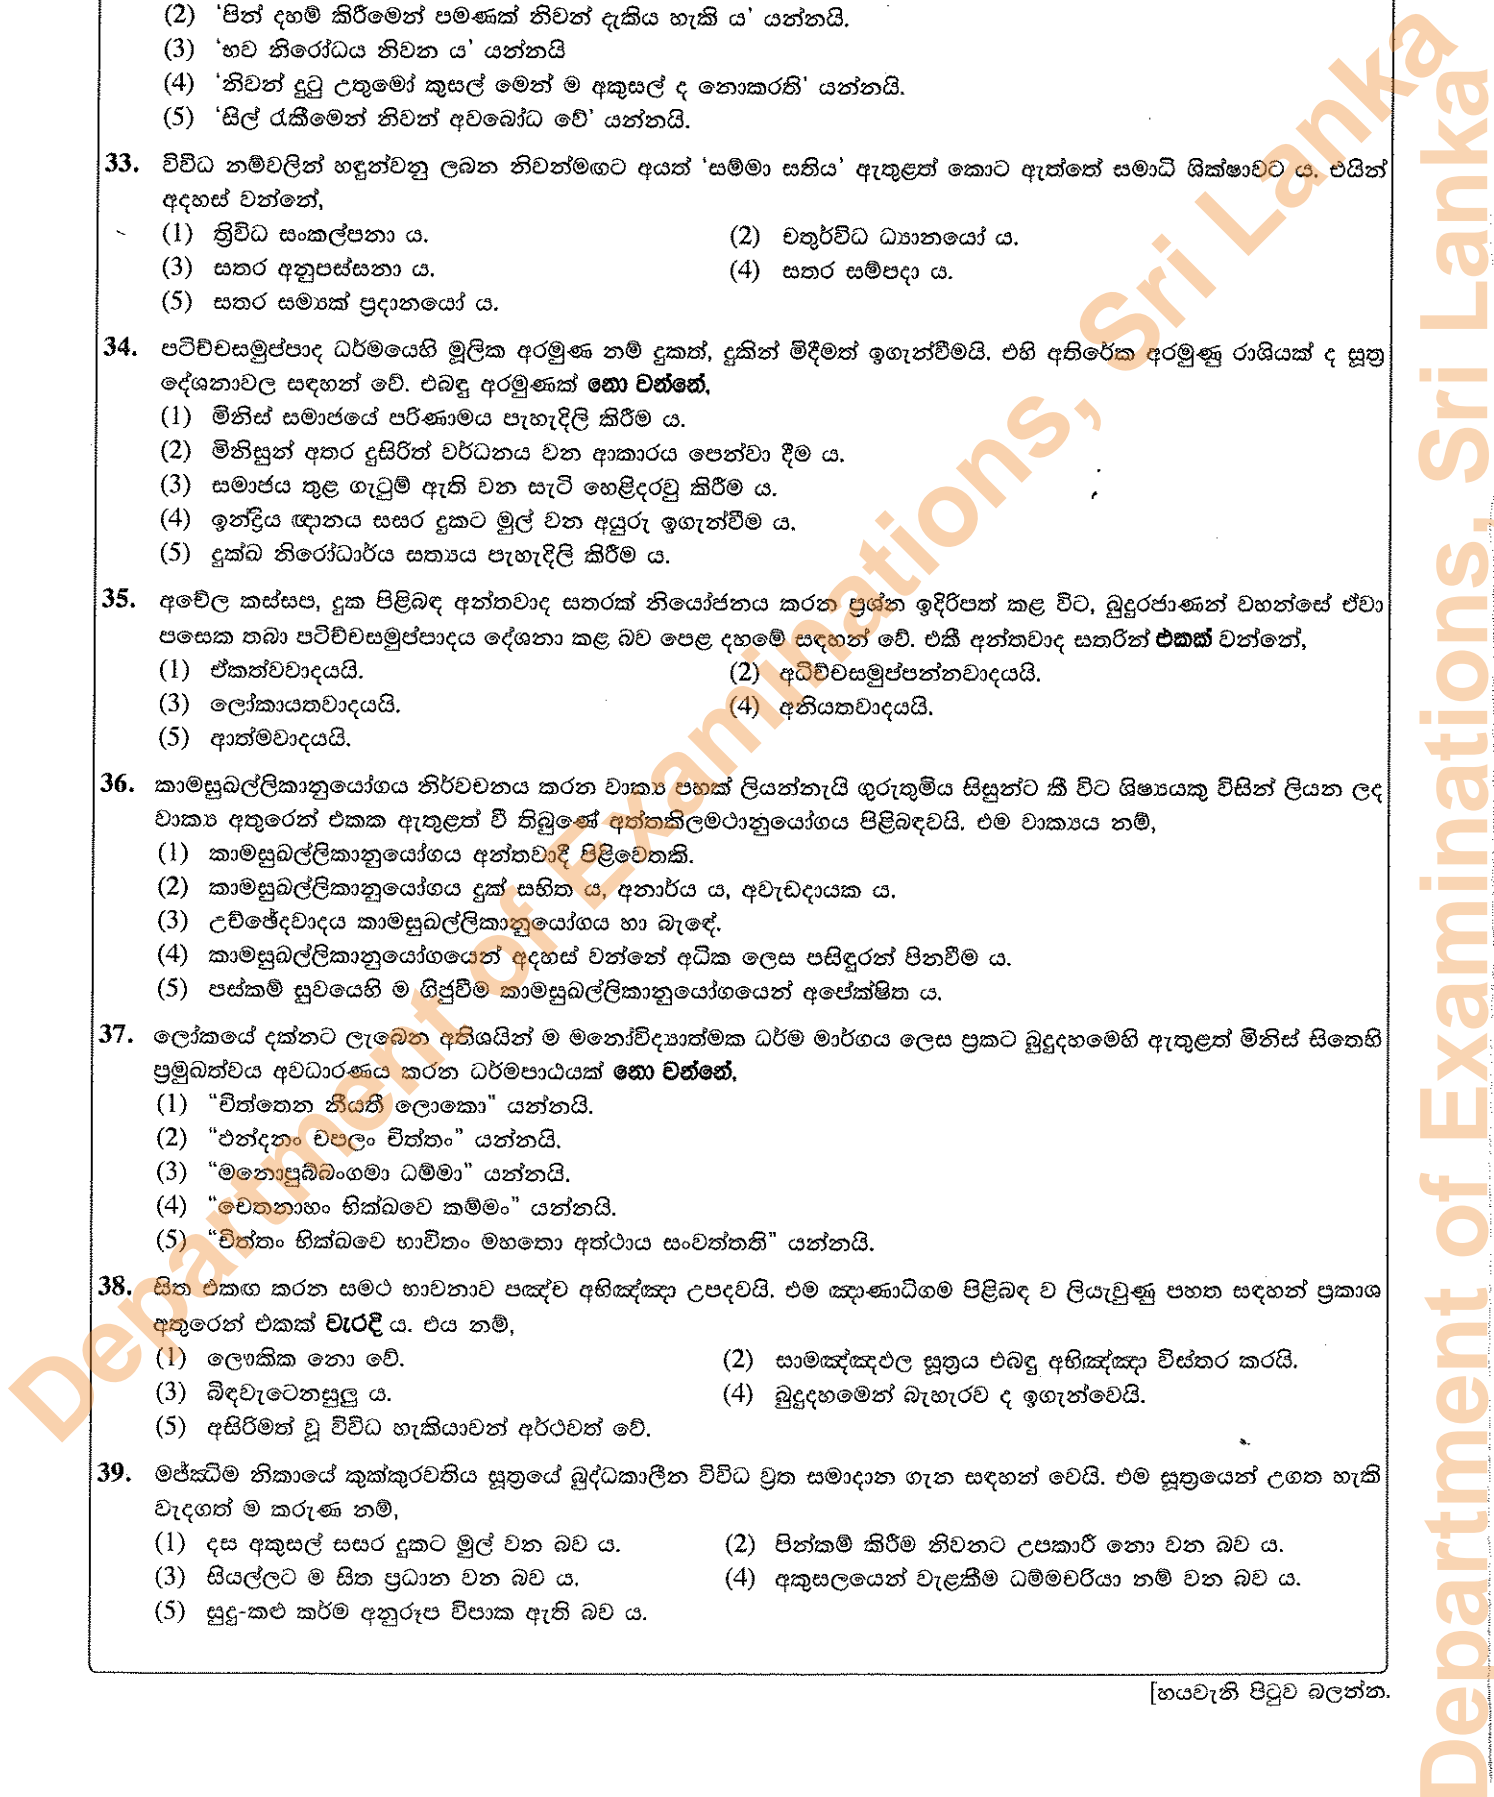 (2) ‘පින් දහම් කිරීමෙන් පමණක් නිවන් දැකිය හැකි ය’ යන්නයි.
(3) ‘භව නිරෝධය නිවන ය’ යන්නයි
(4) ‘නිවන් දුටු උතුමෝ කුසල් මෙන් ම අකුසල් ද නොකරති’ යන්නයි.
(5) ‘සිල් රැකීමෙන් නිවන් අවබෝධ වේ’ යන්නයි.
33. විවිධ නම්වලින් හඳුන්වනු ලබන නිවන්මඟට අයත් ‘සම්මා සතිය’ ඇතුළත් කොට ඇත්තේ සමාධි ශික්ෂාවට ය. එයින්
අදහස් වන්නේ,
(1) ත්‍රිවිධ සංකල්පනා ය.
(2) චතුර්විධ ධ්‍යානයෝ ය.
(3) සතර අනුපස්සනා ය.
(4) සතර සම්පදා ය.
(5) සතර සම්‍යක් ප්‍රදානයෝ ය.
34. පටිච්චසමුප්පාද ධර්මයෙහි මූලික අරමුණ නම් දුකත්, දුකින් මිදීමත් ඉගැන්වීමයි. එහි අතිරේක අරමුණු රාශියක් ද සූත්‍ර
දේශනාවල සඳහන් වේ. එබඳු අරමුණක් නො වන්නේ,
(1) මිනිස් සමාජයේ පරිණාමය පැහැදිලි කිරීම ය.
(2) මිනිසුන් අතර දුසිරිත් වර්ධනය වන ආකාරය පෙන්වා දීම ය.
(3) සමාජය තුළ ගැටුම් ඇති වන සැටි හෙළිදරවු කිරීම ය.
(4) ඉන්ද්‍රිය ඥානය සසර දුකට මුල් වන අයුරු ඉගැන්වීම ය.
(5) දුක්ඛ නිරෝධාර්ය සත්‍යය පැහැදිලි කිරීම ය.
35. අචේල කස්සප, දුක පිළිබඳ අන්තවාද සතරක් නියෝජනය කරන ප්‍රශ්න ඉදිරිපත් කළ විට, බුදුරජාණන් වහන්සේ ඒවා
පසෙක තබා පටිච්චසමුප්පාදය දේශනා කළ බව පෙළ දහමේ සඳහන් වේ. එකී අන්තවාද සතරින් එකක් වන්නේ,
(1) ඒකත්වවාදයයි.
(2) අධිච්චසමුප්පන්නවාදයයි.
(3) ලෝකායතවාදයයි.
(4) අනියතවාදයයි.
(5) ආත්මවාදයයි.
36. කාමසුඛල්ලිකානුයෝගය නිර්වචනය කරන වාක්‍ය පහක් ලියන්නැයි ගුරුතුමිය සිසුන්ට කී විට ශිෂ්‍යයකු විසින් ලියන ලද
වාක්‍ය අතුරෙන් එකක ඇතුළත් වී තිබුණේ අත්තකිලමථානුයෝගය පිළිබඳවයි. එම වාක්‍යය නම්,
(1) කාමසුඛල්ලිකානුයෝගය අන්තවාදී පිළිවෙතකි.
(2) කාමසුඛල්ලිකානුයෝගය දුක් සහිත ය, අනාර්ය ය, අවැඩදායක ය.
(3) උච්ඡේදවාදය කාමසුඛල්ලිකානුයෝගය හා බැඳේ.
(4) කාමසුඛල්ලිකානුයෝගයෙන් අදහස් වන්නේ අධික ලෙස පසිඳුරන් පිනවීම ය.
(5) පස්කම් සුවයෙහි ම ගිජුවීම කාමසුඛල්ලිකානුයෝගයෙන් අපේක්ෂිත ය.
37. ලෝකයේ දක්නට ලැබෙන අතිශයින් ම මනෝවිද්‍යාත්මක ධර්ම මාර්ගය ලෙස ප්‍රකට බුදුදහමෙහි ඇතුළත් මිනිස් සිතෙහි
ප්‍රමුඛත්වය අවධාරණය කරන ධර්මපාඨයක් නො වන්නේ,
(1) “චිත්තෙන නීයතී ලොකො” යන්නයි.
(2) “ඵන්දනං චපලං චිත්තං” යන්නයි.
(3) “මනොපුබ්බංගමා ධම්මා” යන්නයි.
(4) “චෙතනාහං භික්ඛවෙ කම්මං” යන්නයි.
(5) “චිත්තං භික්ඛවෙ භාවිතං මහතො අත්ථාය සංවත්තති” යන්නයි.
38. සිත එකඟ කරන සමථ භාවනාව පඤ්ච අභිඤ්ඤා උපදවයි. එම ඤාණාධිගම පිළිබඳ ව ලියැවුණු පහත සඳහන් ප්‍රකාශ
අතුරෙන් එකක් වැරදි ය. එය නම්,
(1) ලෞකික නො වේ.
(2) සාමඤ්ඤඵල සූත්‍රය එබඳු අභිඤ්ඤා විස්තර කරයි.
(3) බිඳවැටෙනසුලු ය.
(4) බුදුදහමෙන් බැහැරව ද ඉගැන්වෙයි.
(5) අසිරිමත් වූ විවිධ හැකියාවන් අර්ථවත් වේ.
39. මජ්ඣිම නිකායේ කුක්කුරවතිය සූත්‍රයේ බුද්ධකාලීන විවිධ ව්‍රත සමාදාන ගැන සඳහන් වෙයි. එම සූත්‍රයෙන් උගත හැකි
වැදගත් ම කරුණ නම්,
(1) දස අකුසල් සසර දුකට මුල් වන බව ය.
(2) පින්කම් කිරීම නිවනට උපකාරී නො වන බව ය.
(3) සියල්ලට ම සිත ප්‍රධාන වන බව ය.
(4) අකුසලයෙන් වැළකීම ධම්මචරියා නම් වන බව ය.
(5) සුදු-කළු කර්ම අනුරූප විපාක ඇති බව ය.
[හයවැනි පිටුව බලන්න.
Department of Examinations, Sri Lanka
Department of Examinations, Sri Lanka